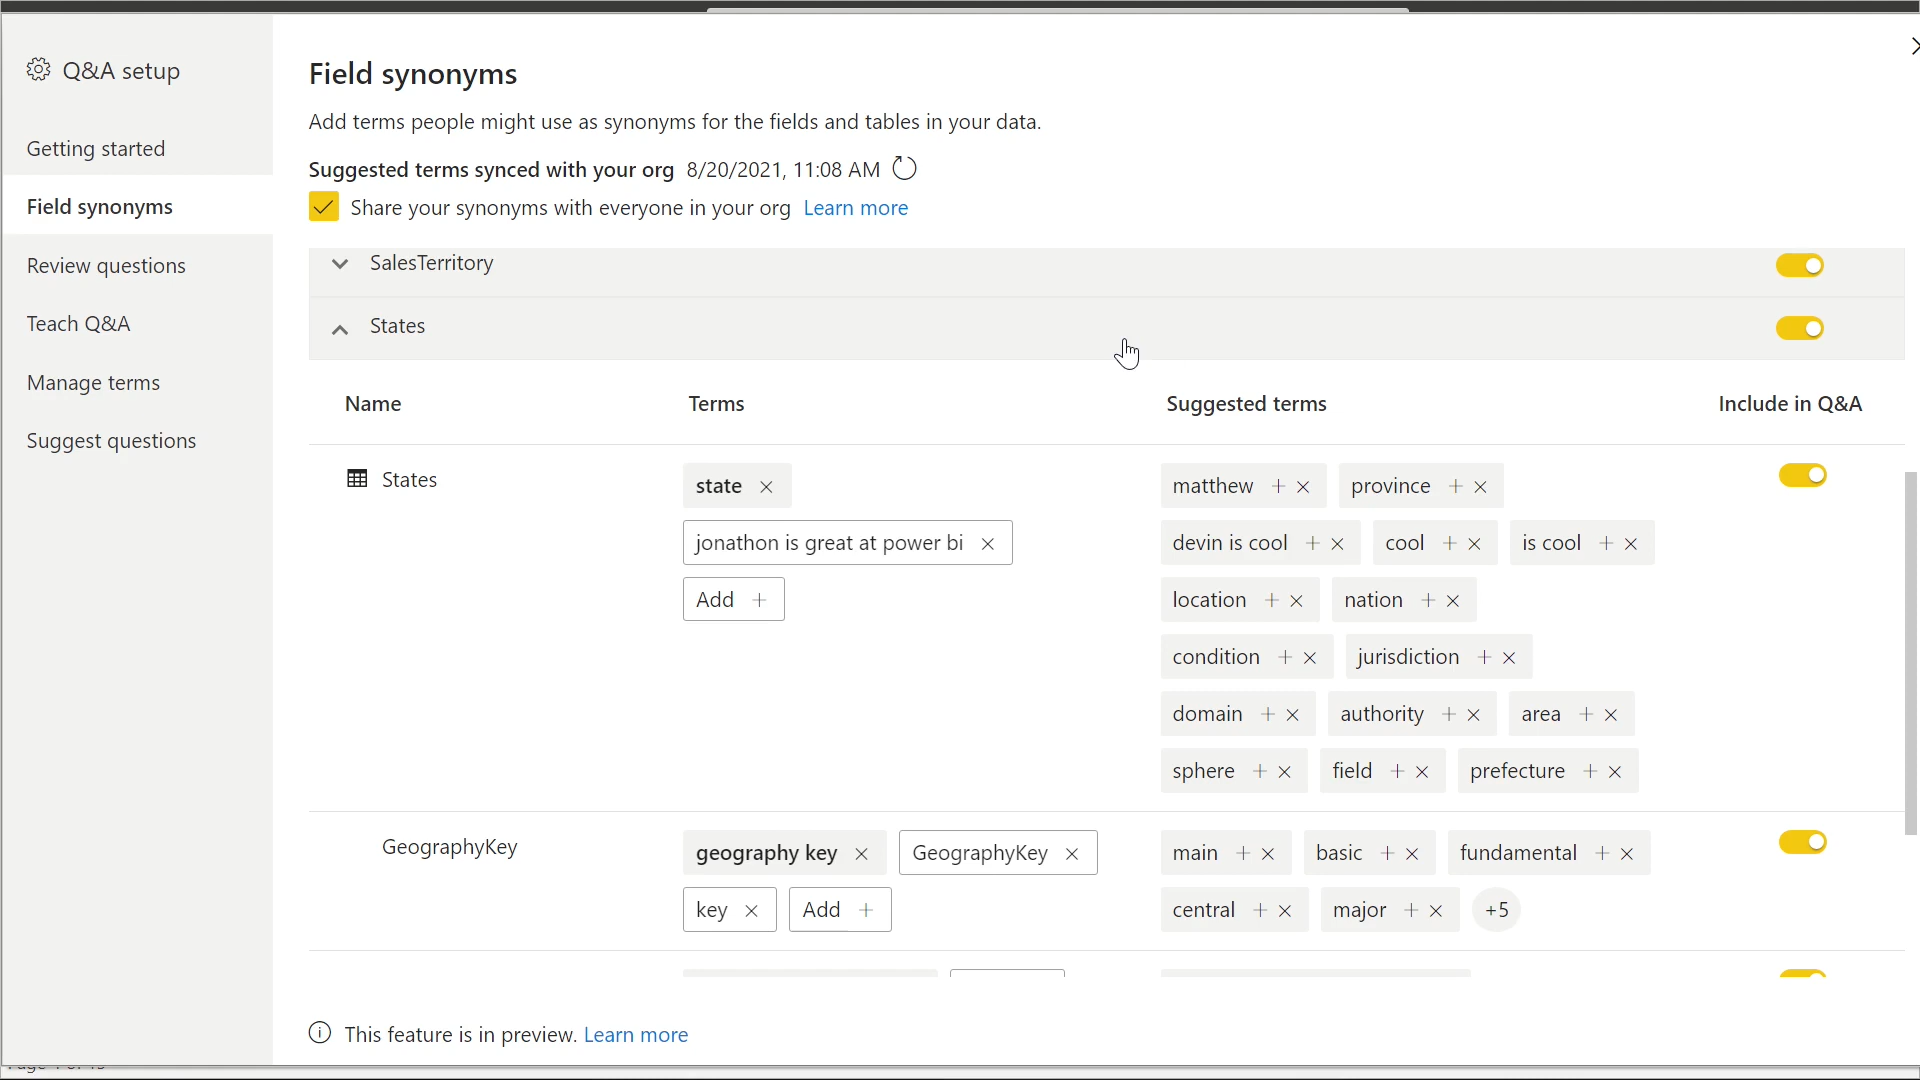 Q&A setup
Getting started
Field synonyms
Review questions
Teach Q&A
Manage terms
Suggest questions
Field synonyms
Add terms people might use as synonyms for the fields and tables in your data.
Suggested terms synced with your org 8/20/2021, 11:08 AM
Share your synonyms with everyone in your org Learn more
SalesTerritory
States
Name Terms Suggested terms Include in Q&A
States state matthew province
jonathon is great at power bi devin is cool cool is cool
Add location nation
condition jurisdiction
domain authority area
sphere field prefecture
GeographyKey geography key GeographyKey main basic fundamental
key Add central major +5
This feature is in preview. Learn more